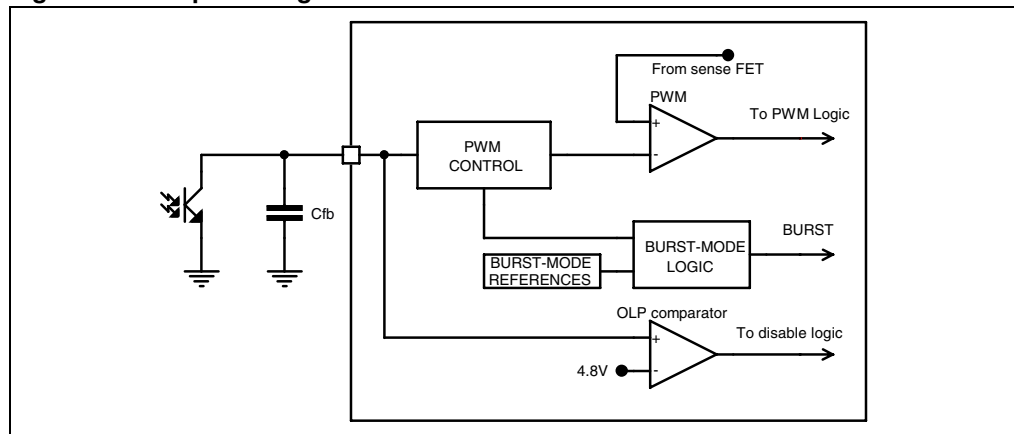 From sense FET
PWM
To PWM Logic
+
-
PWM
CONTROL
Cfb
BURST
BURST-MODE
LOGIC
BURST-MODE
REFERENCES
OLP comparator
To disable logic
+
4.8V
-